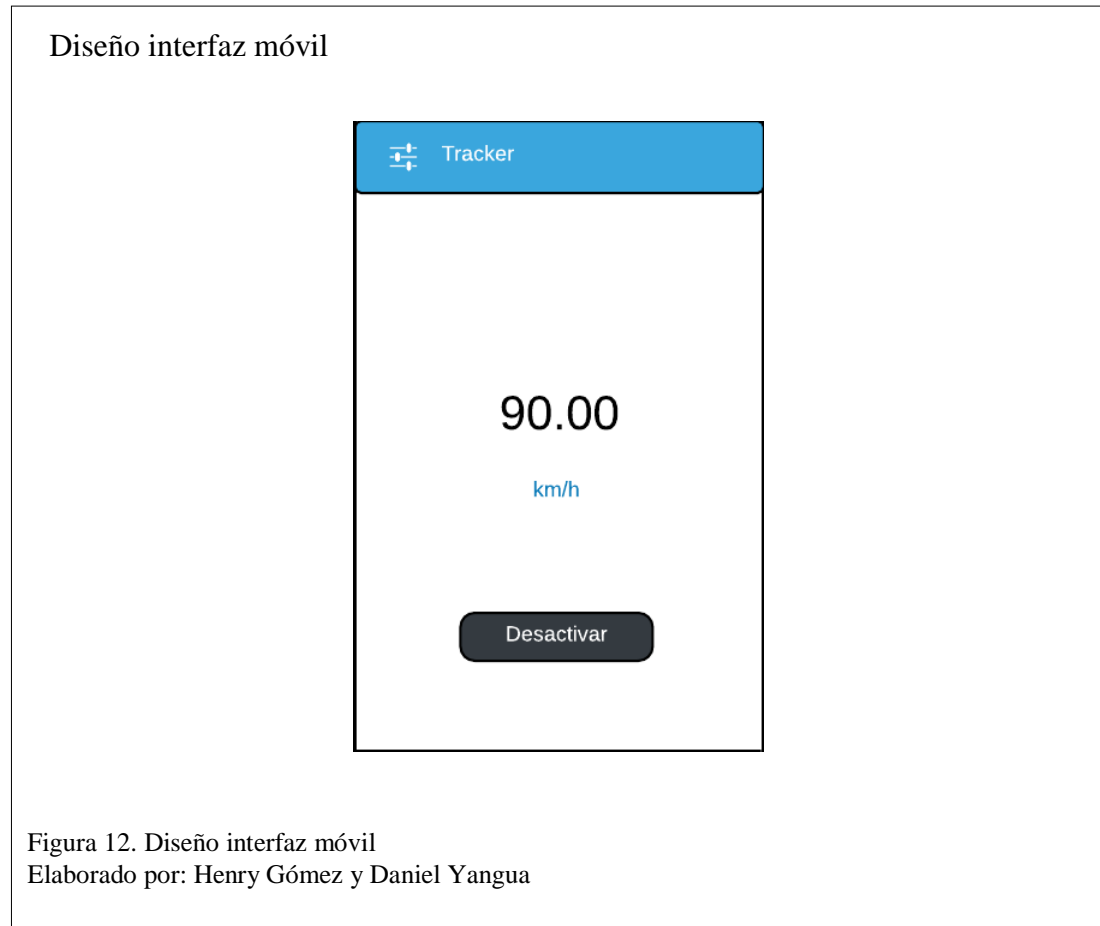 Diseño interfaz móvil
Tracker
90.00
km/h
Desactivar
Figura 12. Diseño interfaz móvil
Elaborado por: Henry Gómez y Daniel Yangua